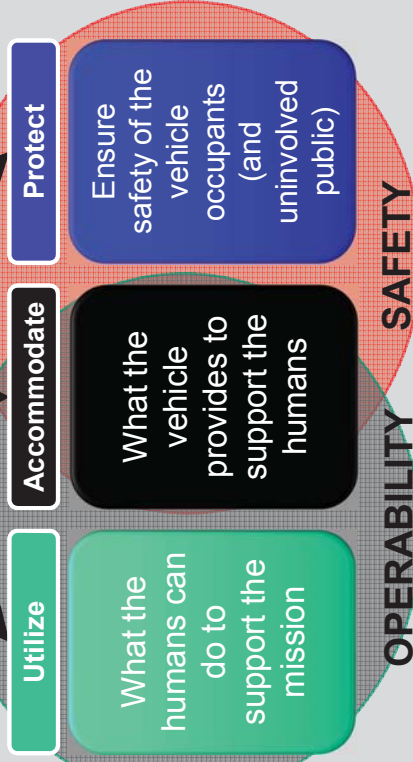 Utilize
What the
humans can
do to
support the
mission
Accommodate
What the
vehicle
provides to
support the
humans
Protect
Ensure
safety of the
vehicle
occupants
(and
uninvolved
public)
OPERABILITY
SAFETY